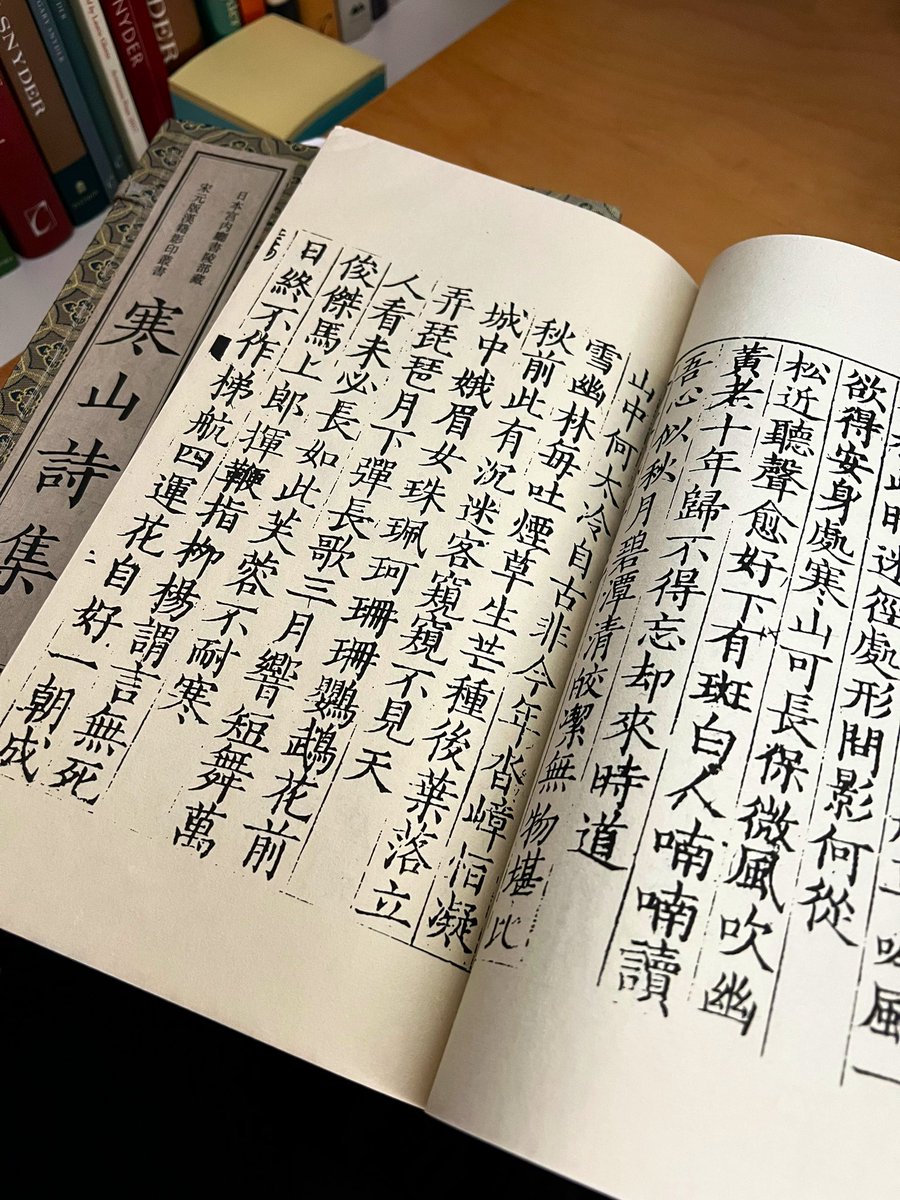 SNYDER
SNYDER
SNYDER
日本宮內廳書陵部藏
宋元版漢籍影印叢書
寒山詩集
此時迷徑處形問影何從
欲得安身處寒山可長保微風吹幽
松近聽聲愈好下有斑白人喃喃讀
黃老十年歸不得忘却來時道
吾心似秋月碧潭清皎潔無物堪比
山中何太冷自古非今年沓嶂恒凝
雪幽林每吐煙草生芒種後葉落立
秋前此有沉迷客窺窺不見天
城中娥眉女珠珮珂珊珊鸚鵡花前
弄琵琶月下彈長歌三月響短舞萬
人看未必長如此芙蓉不耐寒
俊傑馬上郎揮鞭指柳楊謂言無死
日終不作梯航四運花自好一朝成
二